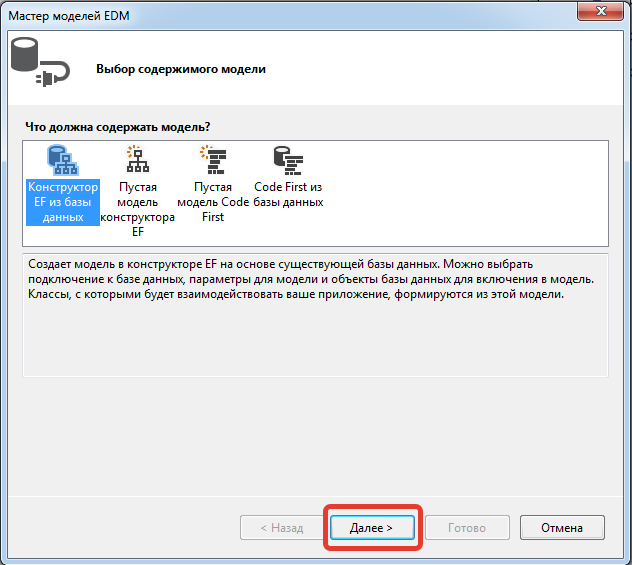 Мастер моделей EDM
Выбор содержимого модели
Что должна содержать модель?
Конструктор
EF из базы
данных
Пустая
модель
конструктора
EF
Пустая
модель Code
First
Code First из
базы данных
Создает модель в конструкторе EF на основе существующей базы данных. Можно выбрать
подключение к базе данных, параметры для модели и объекты базы данных для включения в модель.
Классы, с которыми будет взаимодействовать ваше приложение, формируются из этой модели.
< Назад
Далее >
Готово
Отмена